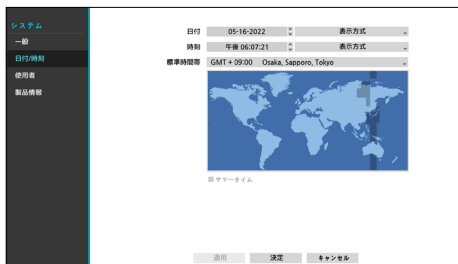 システム
一般
日付/時刻
使用者
製品情報
日付 05-16-2022 表示方式
時刻 午後 06:07:21 表示方式
標準時間帯 GMT + 09:00 Osaka, Sapporo, Tokyo
サマータイム
適用 決定 キャンセル